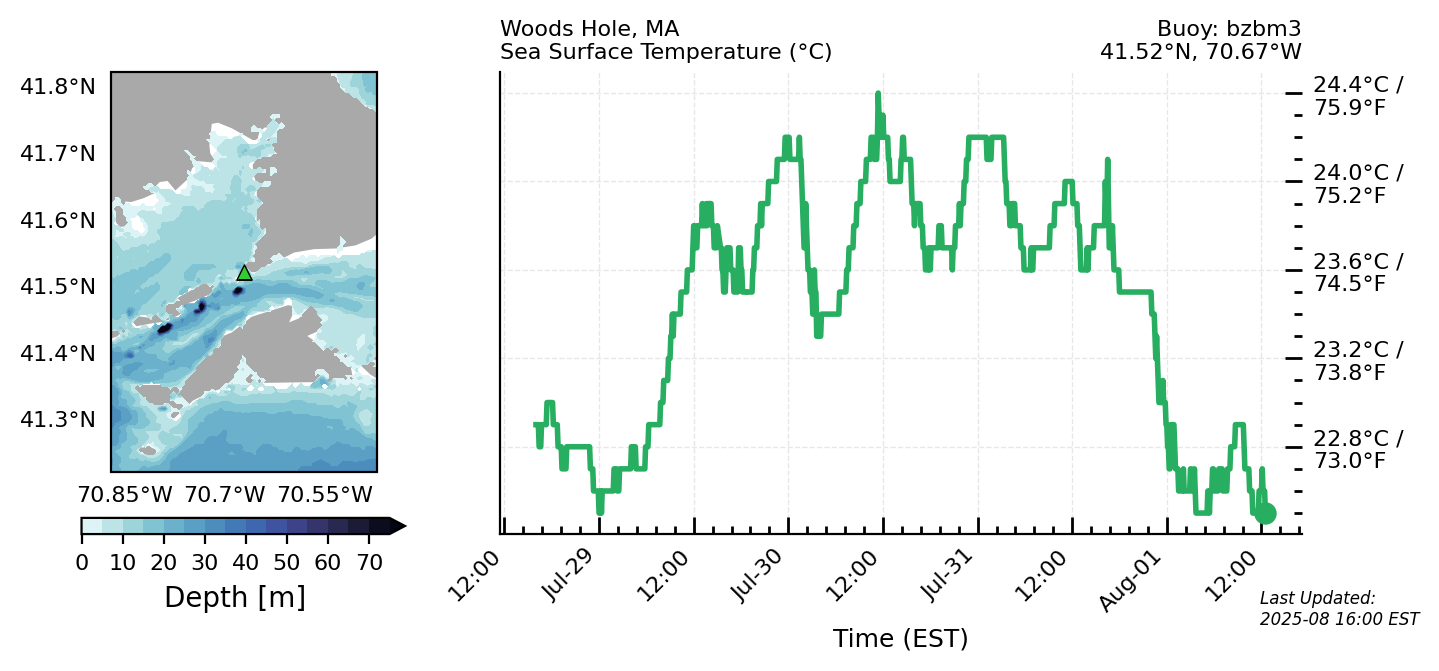 Woods Hole, MA
Sea Surface Temperature (°C)
Buoy: bzbm3
41.52°N, 70.67°W
41.8°N
41.7°N
41.6°N
41.5°N
41.4°N
41.3°N
70.85°W 70.7°W 70.55°W
0 10 20 30 40 50 60 70
Depth [m]
24.4°C /
75.9°F
24.0°C /
75.2°F
23.6°C /
74.5°F
23.2°C /
73.8°F
22.8°C /
73.0°F
12:00 Jul-29 12:00 Jul-30 12:00 Jul-31 12:00 Aug-01 12:00
Time (EST)
Last Updated:
2025-08 16:00 EST